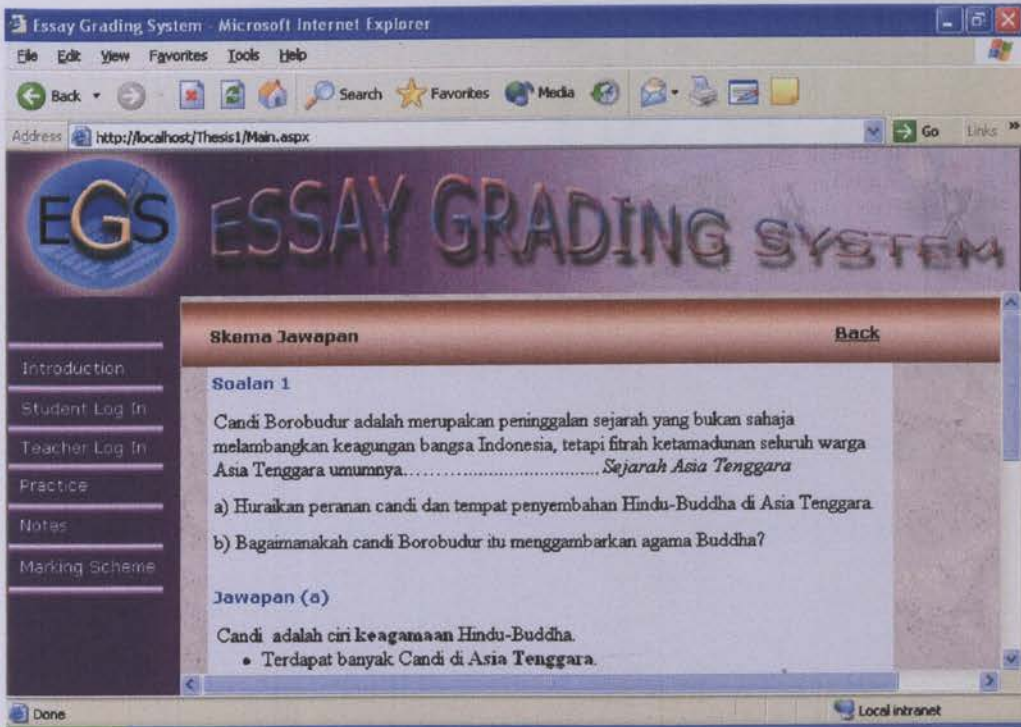 Essay Grading System - Microsoft Internet Explorer
File Edit View Favorites Tools Help
Back Search Favorites Media
Address http://localhost/Thesis1/Main.aspx Go Links »
EGS ESSAY GRADING SYSTEM
Skema Jawapan Back
Introduction
Student Log In
Teacher Log In
Practice
Notes
Marking Scheme
Soalan 1
Candi Borobudur adalah merupakan peninggalan sejarah yang bukan sahaja
melambangkan keagungan bangsa Indonesia, tetapi fitrah ketamadunan seluruh warga
Asia Tenggara umumnya.......................................Sejarah Asia Tenggara
a) Huraikan peranan candi dan tempat penyembahan Hindu-Buddha di Asia Tenggara
b) Bagaimanakah candi Borobudur itu menggambarkan agama Buddha?
Jawapan (a)
Candi adalah ciri keagamaan Hindu-Buddha.
• Terdapat banyak Candi di Asia Tenggara.
Done Local intranet